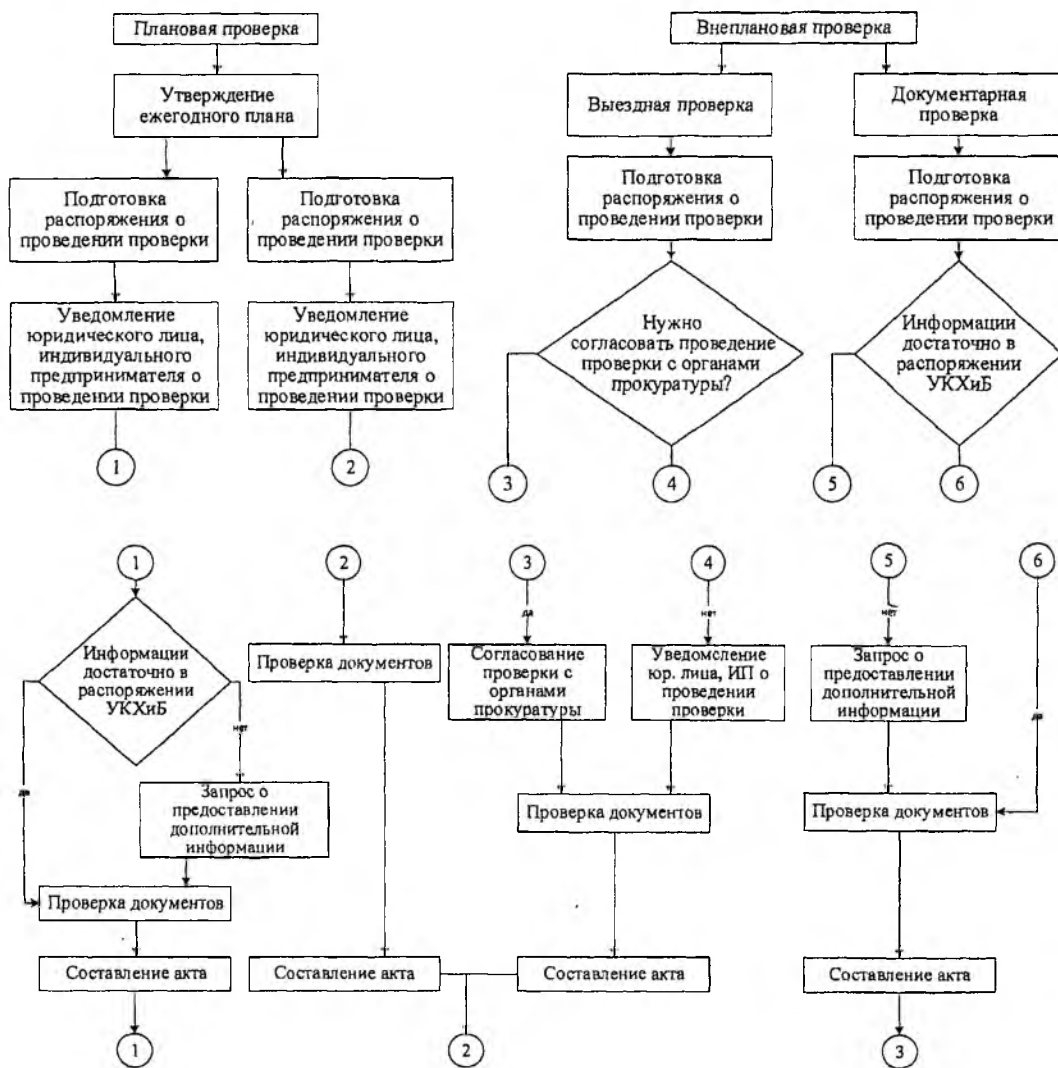 Плановая проверка
Утверждение
ежегодного плана
Подготовка
распоряжения о
проведении проверки
Подготовка
распоряжения о
проведении проверки
Уведомление
юридического лица,
индивидуального
предпринимателя о
проведении проверки
Уведомление
юридического лица,
индивидуального
предпринимателя о
проведении проверки
1
2
Внеплановая проверка
Выездная проверка
Документарная
проверка
Подготовка
распоряжения о
проведении проверки
Подготовка
распоряжения о
проведении проверки
Нужно
согласовать проведение
проверки с органами
прокуратуры?
Информации
достаточно в
распоряжении
УКХиБ
3
4
5
6
1
2
3
4
5
6
да
нет
нет
Информации
достаточно в
распоряжении
УКХиБ
Проверка документов
Согласование
проверки с
органами
прокуратуры
Уведомсление
юр. лица, ИП о
проведении
проверки
Запрос о
предоставлении
дополнительной
информации
нет
да
да
Запрос о
предоставлении
дополнительной
информации
Проверка документов
Проверка документов
Проверка документов
Составление акта
Составление акта
Составление акта
Составление акта
1
2
3